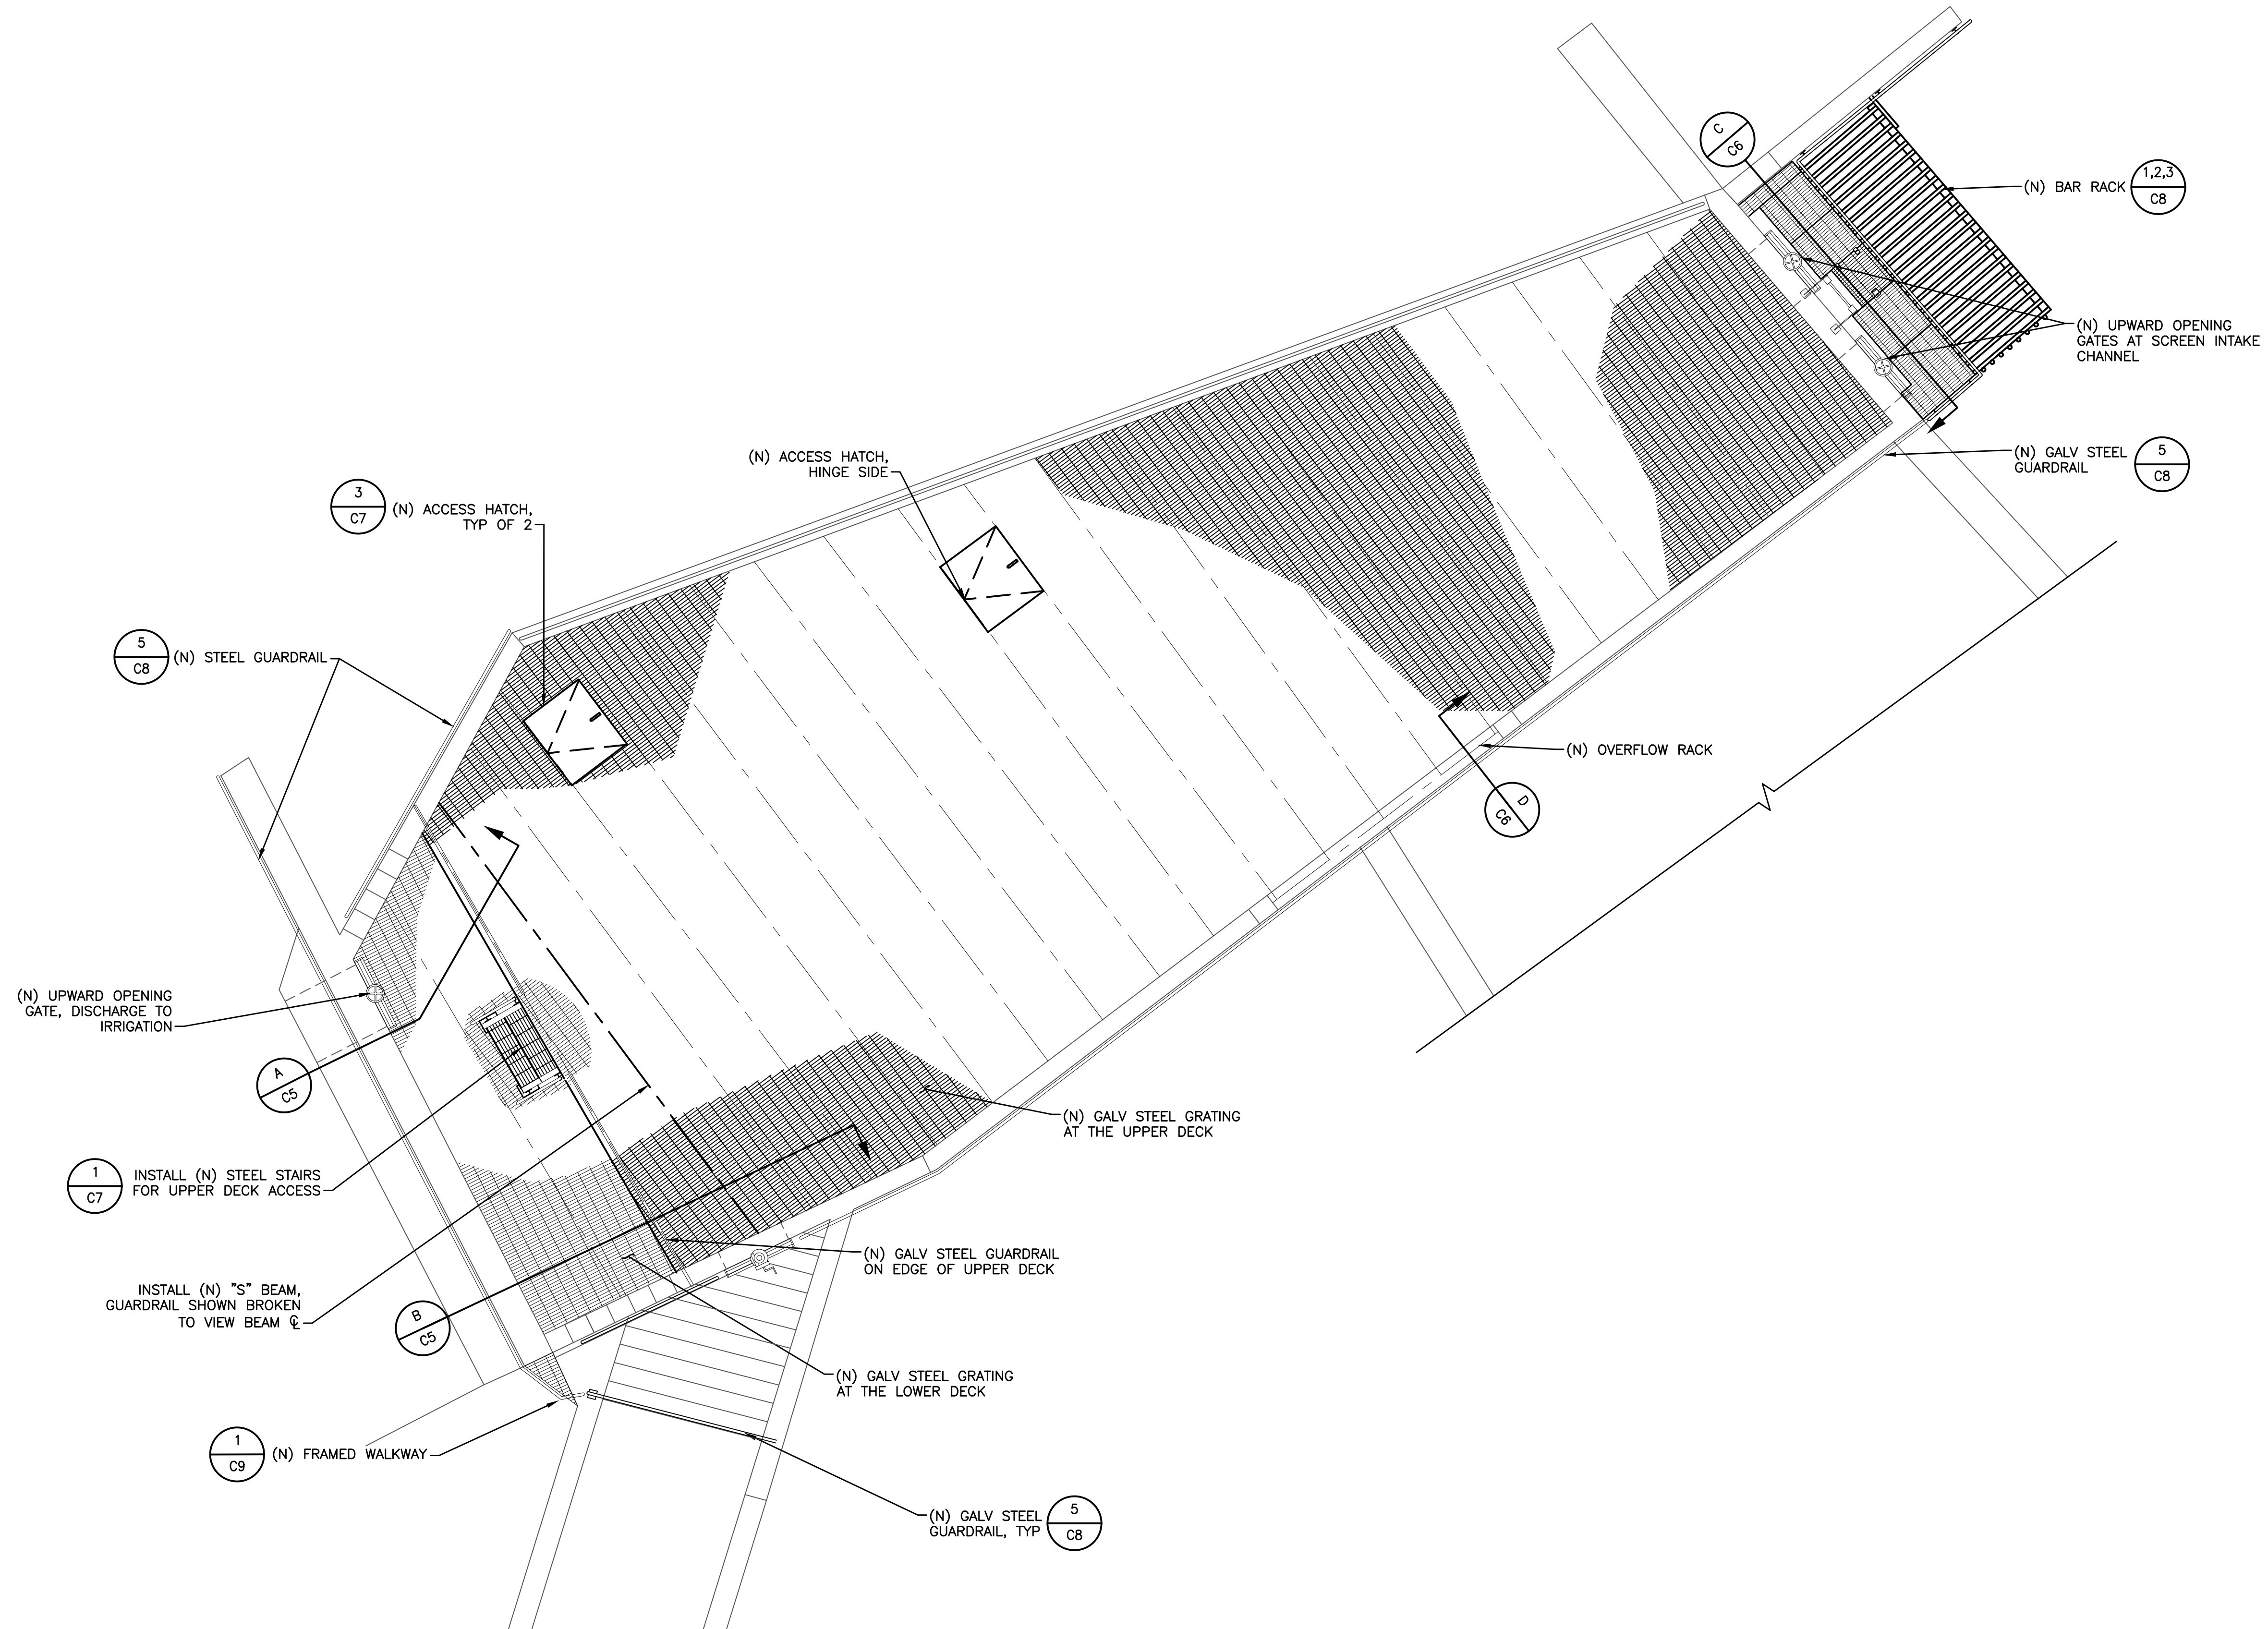 C
C6
(N) BAR RACK
1,2,3
C8
(N) UPWARD OPENING
GATES AT SCREEN INTAKE
CHANNEL
(N) GALV STEEL
GUARDRAIL
5
C8
(N) ACCESS HATCH,
HINGE SIDE
3
C7
(N) ACCESS HATCH,
TYP OF 2
5
C8
(N) STEEL GUARDRAIL
(N) OVERFLOW RACK
D
C6
(N) UPWARD OPENING
GATE, DISCHARGE TO
IRRIGATION
A
C5
(N) GALV STEEL GRATING
AT THE UPPER DECK
1
C7
INSTALL (N) STEEL STAIRS
FOR UPPER DECK ACCESS
(N) GALV STEEL GUARDRAIL
ON EDGE OF UPPER DECK
INSTALL (N) "S" BEAM,
GUARDRAIL SHOWN BROKEN
TO VIEW BEAM ℄
B
C5
(N) GALV STEEL GRATING
AT THE LOWER DECK
1
C9
(N) FRAMED WALKWAY
(N) GALV STEEL
GUARDRAIL, TYP
5
C8